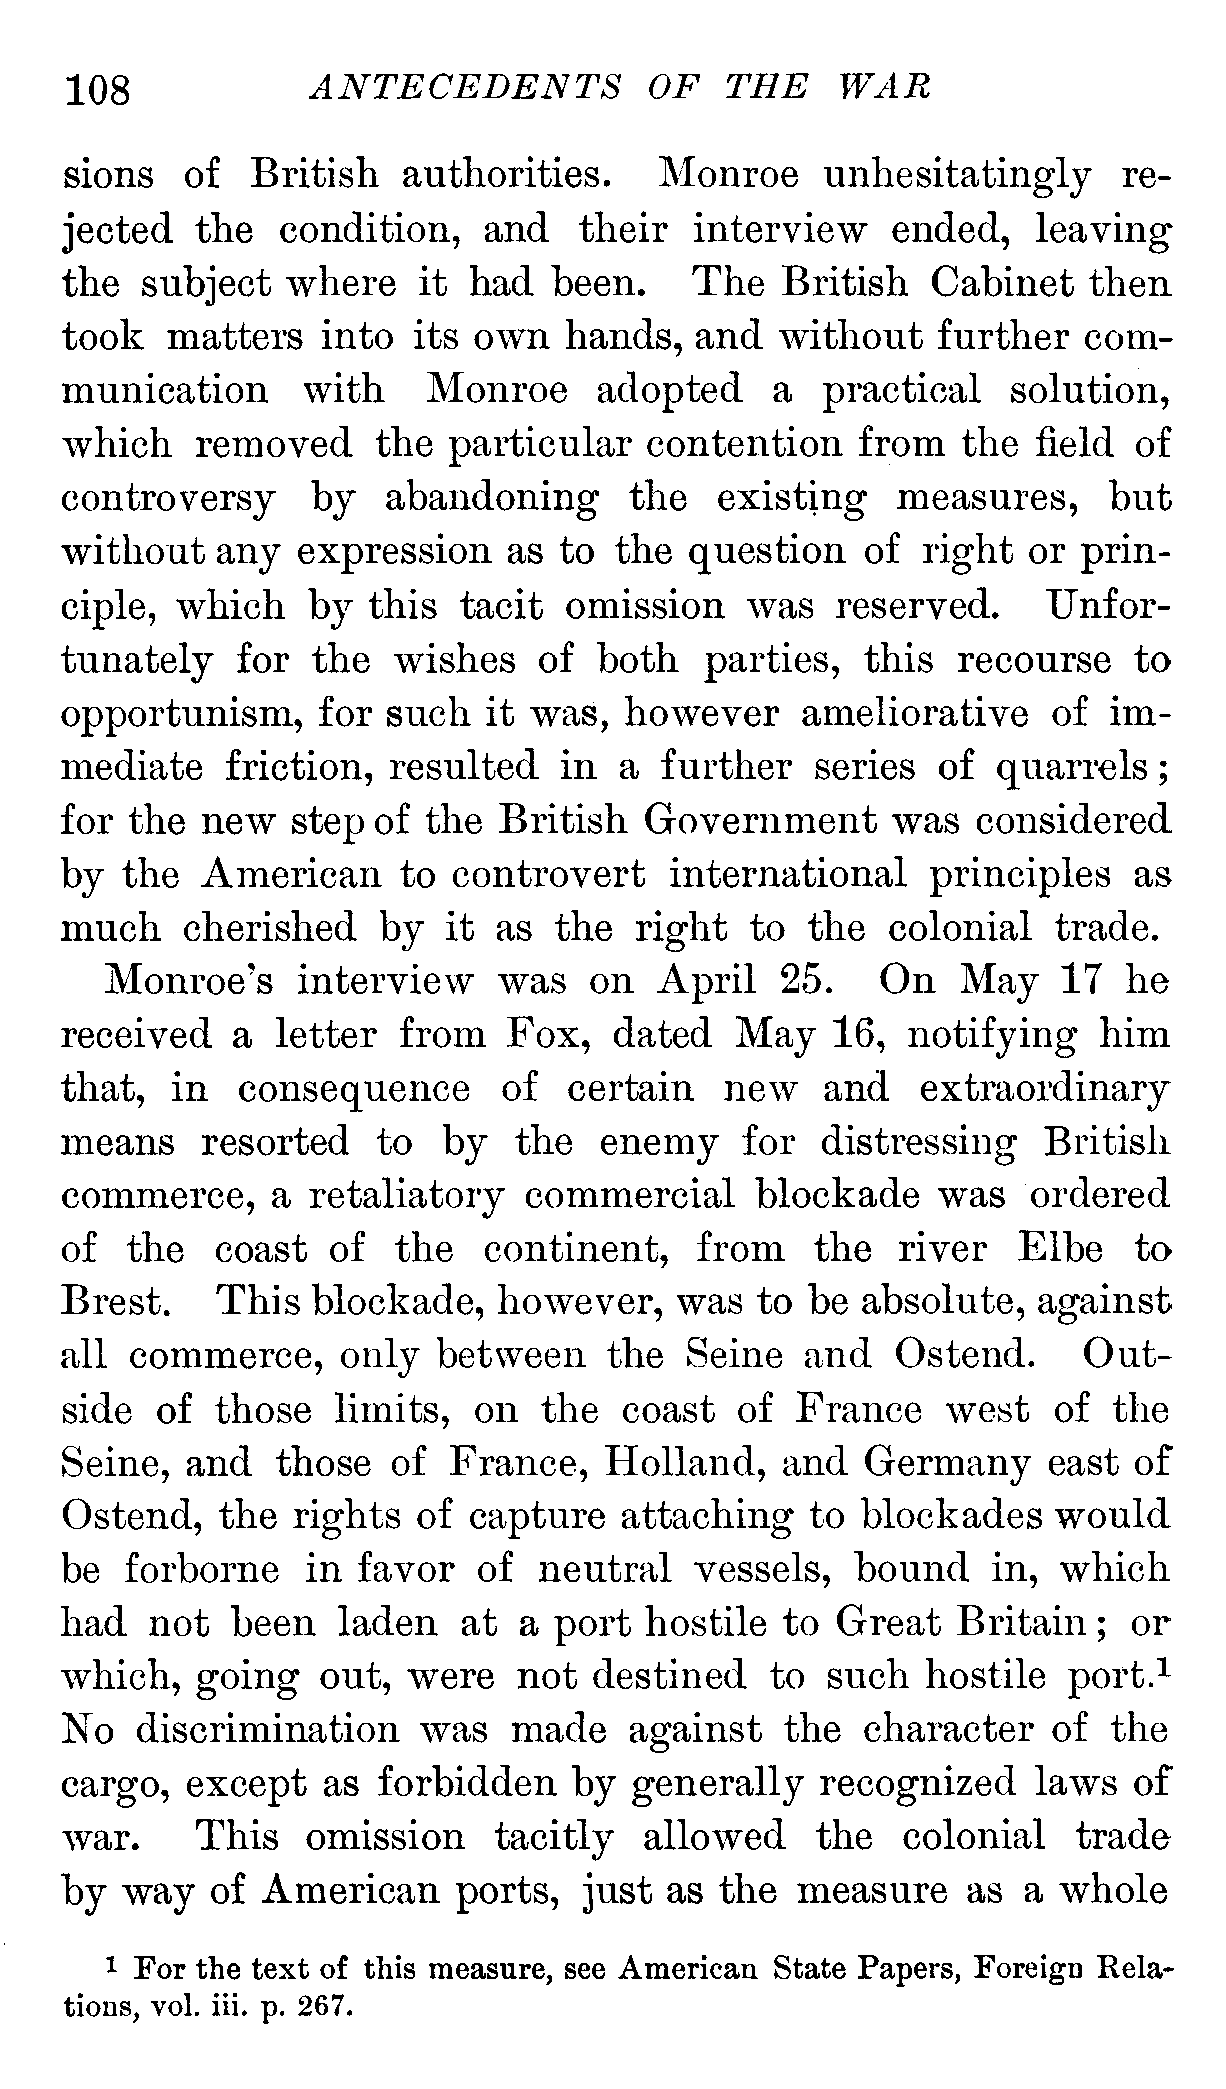 108 ANTECEDENTS OF THE WAR
sions of British authorities. Monroe unhesitatingly re-
jected the condition, and their interview ended, leaving
the subject where it had been. The British Cabinet then
took matters into its own hands, and without further com-
munication with Monroe adopted a practical solution,
which removed the particular contention from the field of
controversy by abandoning the existing measures, but
without any expression as to the question of right or prin-
ciple, which by this tacit omission was reserved. Unfor-
tunately for the wishes of both parties, this recourse to
opportunism, for such it was, however ameliorative of im-
mediate friction, resulted in a further series of quarrels;
for the new step of the British Government was considered
by the American to controvert international principles as
much cherished by it as the right to the colonial trade.
Monroe's interview was on April 25. On May 17 he
received a letter from Fox, dated May 16, notifying him
that, in consequence of certain new and extraordinary
means resorted to by the enemy for distressing British
commerce, a retaliatory commercial blockade was ordered
of the coast of the continent, from the river Elbe to
Brest. This blockade, however, was to be absolute, against
all commerce, only between the Seine and Ostend. Out-
side of those limits, on the coast of France west of the
Seine, and those of France, Holland, and Germany east of
Ostend, the rights of capture attaching to blockades would
be forborne in favor of neutral vessels, bound in, which
had not been laden at a port hostile to Great Britain; or
which, going out, were not destined to such hostile port.¹
No discrimination was made against the character of the
cargo, except as forbidden by generally recognized laws of
war. This omission tacitly allowed the colonial trade
by way of American ports, just as the measure as a whole
¹ For the text of this measure, see American State Papers, Foreign Rela-
tions, vol. iii. p. 267.